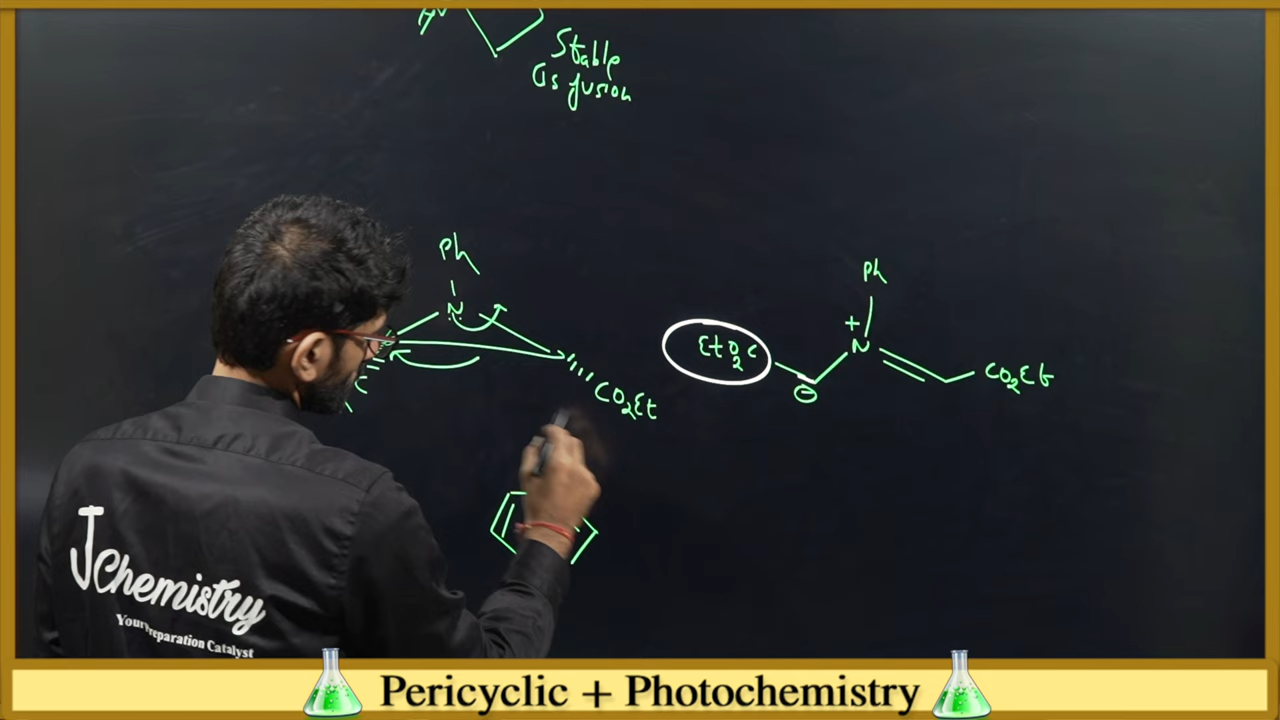 Stable
Cis fusion
Ph
N
CO2Et
Ph
+
N
EtO2C
CO2Et
⊖
JChemistry
Your Preparation Catalyst
Pericyclic + Photochemistry